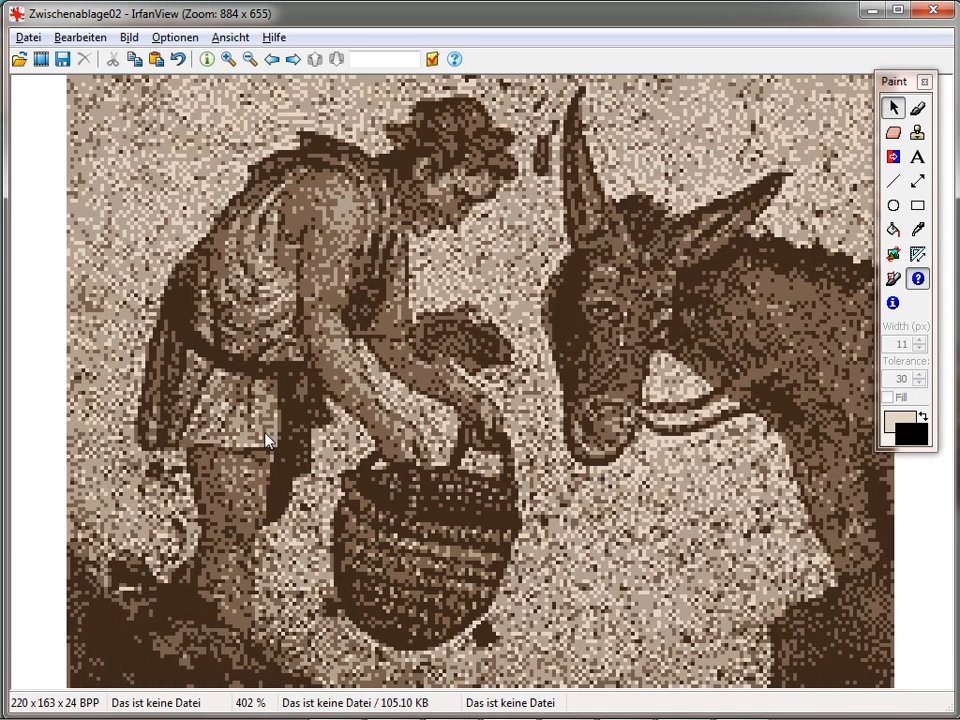 Zwischenablage02 - IrfanView (Zoom: 884 x 655)
Datei Bearbeiten Bild Optionen Ansicht Hilfe
Paint
A
Width (px)
11
Tolerance:
30
Fill
220 x 163 x 24 BPP Das ist keine Datei 402 % Das ist keine Datei / 105.10 KB Das ist keine Datei